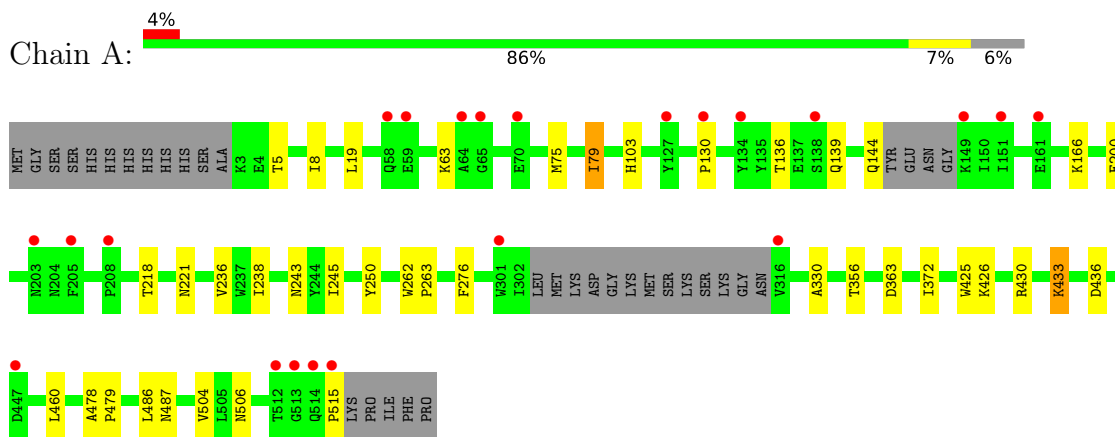 4%
Chain A:
86% 7% 6%
MET GLY SER SER HIS HIS HIS HIS HIS HIS SER ALA K3 E4 T5 I8 L19 Q58 E59 K63 A64 G65 E70 M75 I79 H103 Y127 P130 Y134 Y135 T136 E137 S138 Q139 Q144 TYR GLU ASN GLY K149 I150 I151 E161 K166
N203 N204 F205 P208 T218 N221 V236 W237 I238 N243 Y244 I245 Y250 W262 P263 F276 W301 I302 LEU MET LYS ASP GLY LYS MET SER LYS SER LYS GLY ASN V316 A330 T356 D363 I372 W425 K426 R430 K433 D436
D447 L460 A478 P479 L486 N487 V504 L505 N506 T512 G513 Q514 P515 LYS PRO ILE PHE PRO